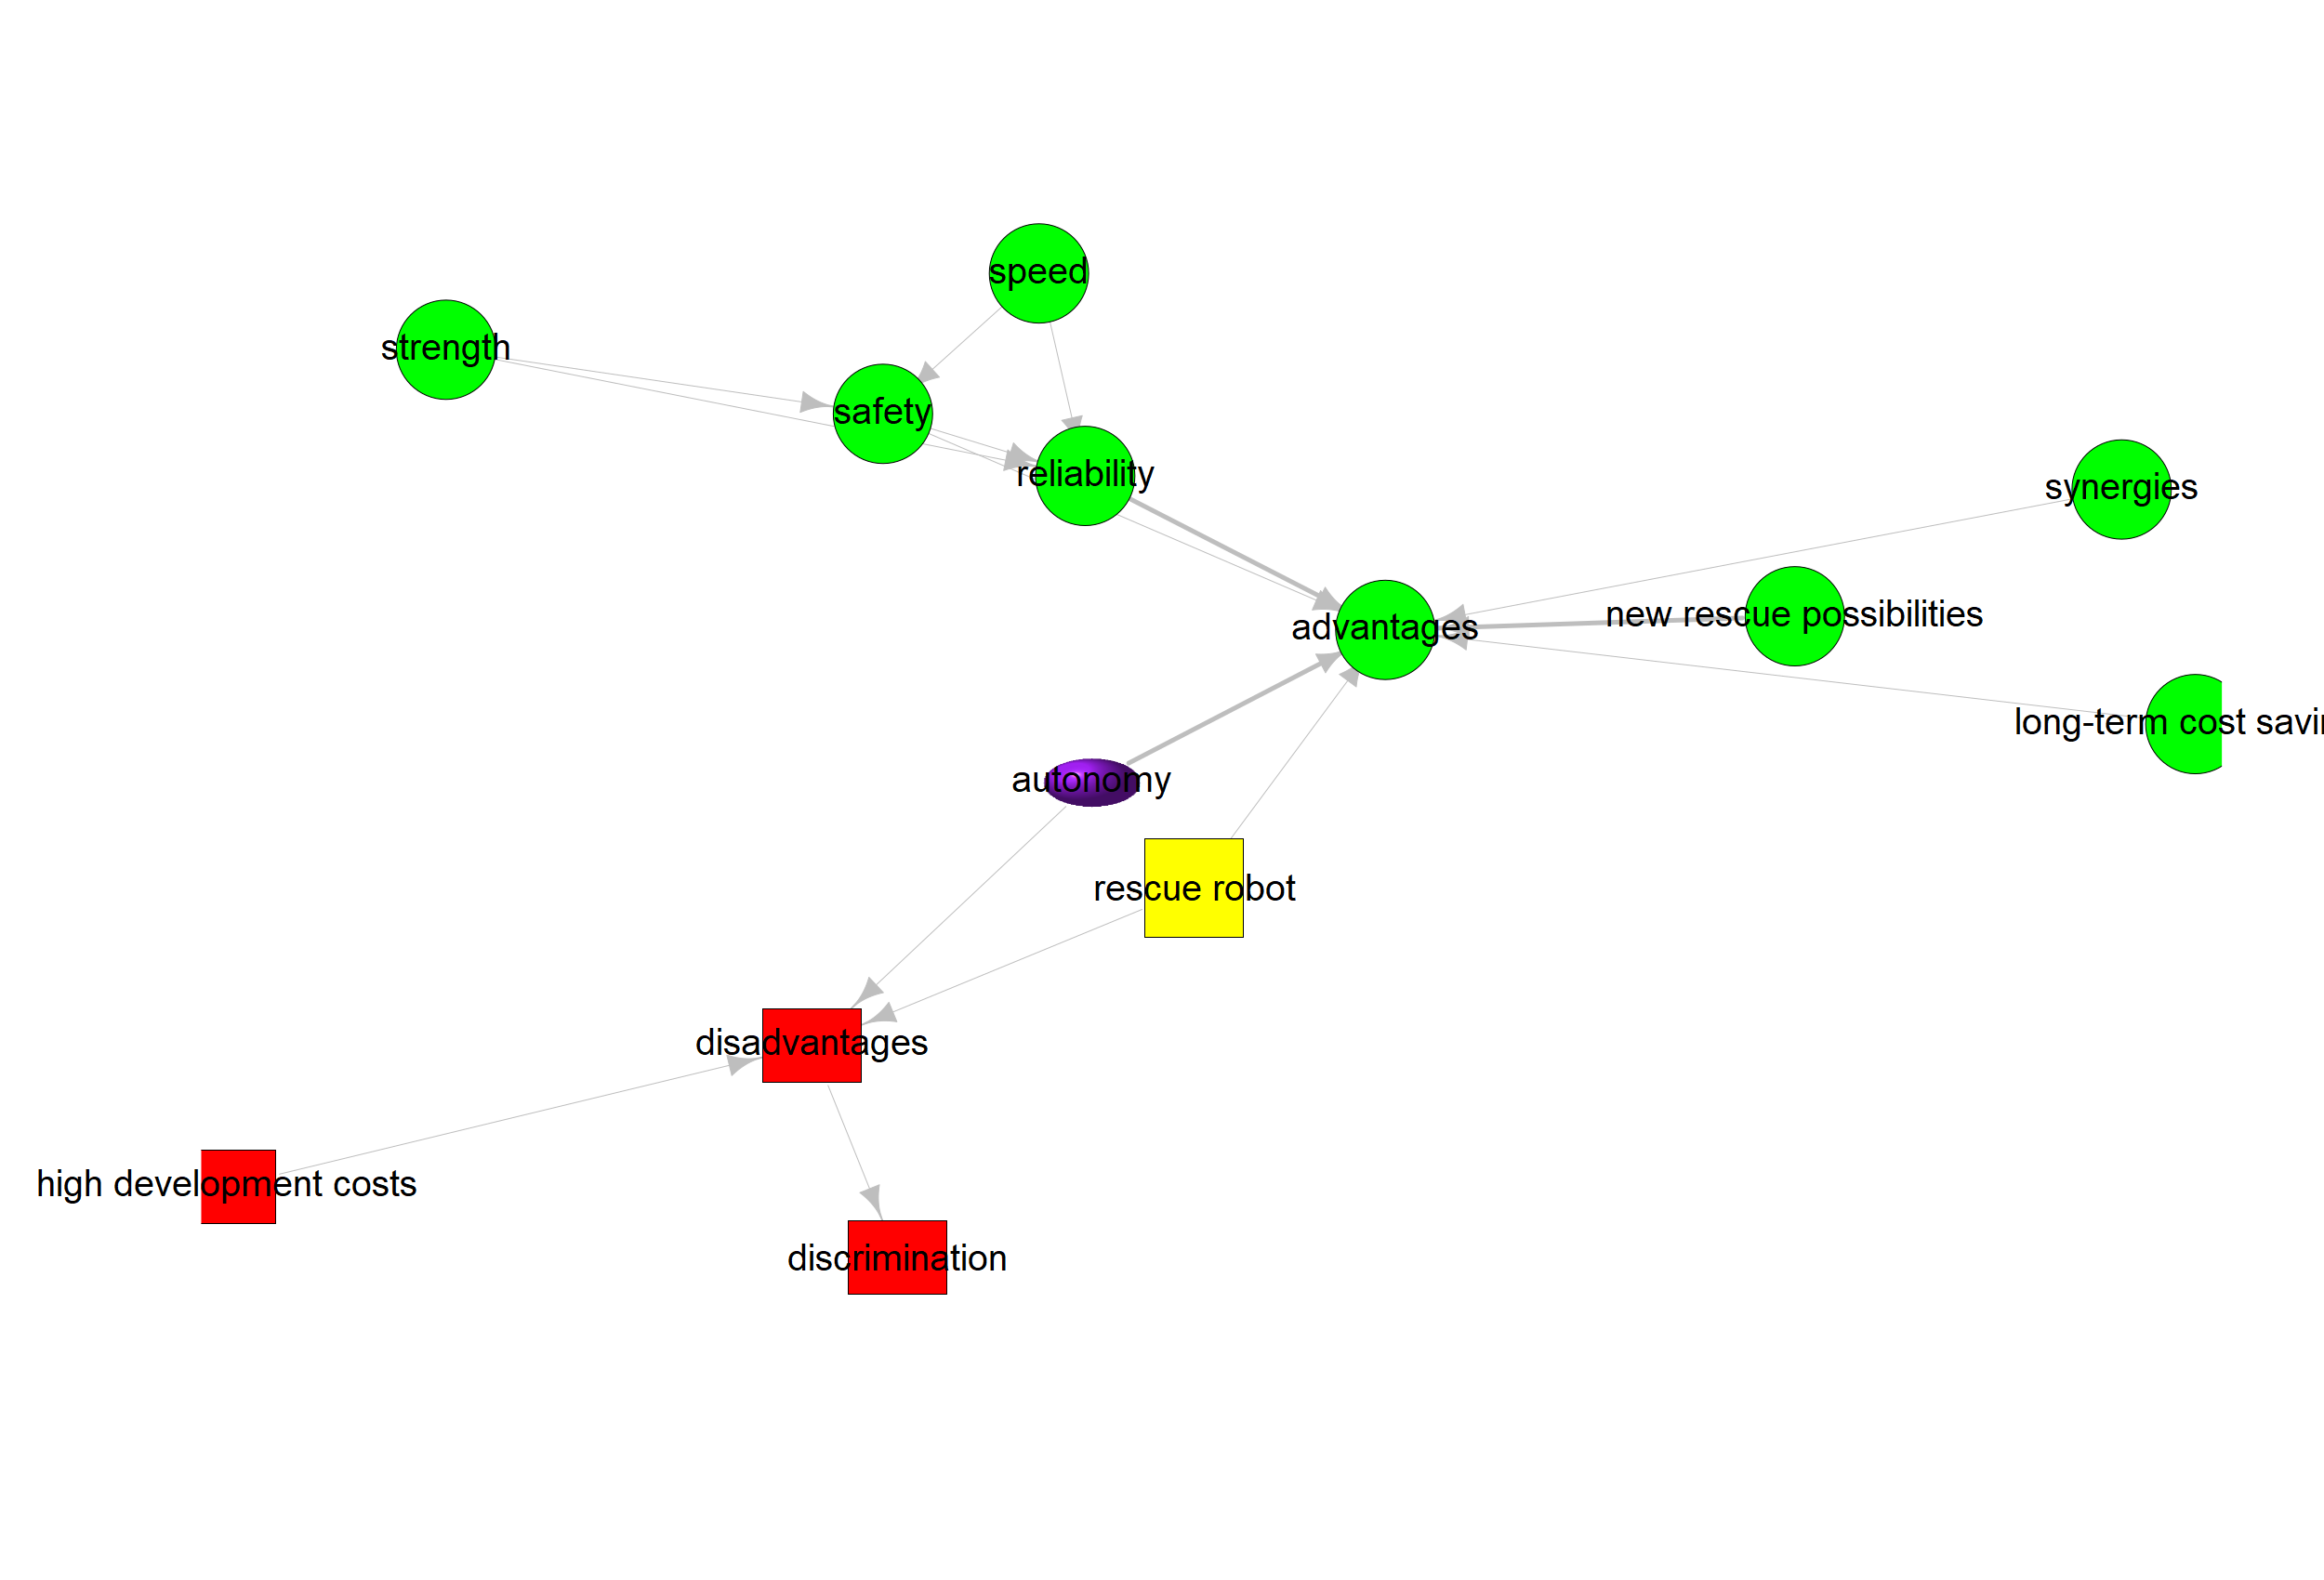 speed
strength
safety
reliability
synergies
new rescue possibilities
advantages
long-term cost savi
autonomy
rescue robot
disadvantages
high development costs
discrimination